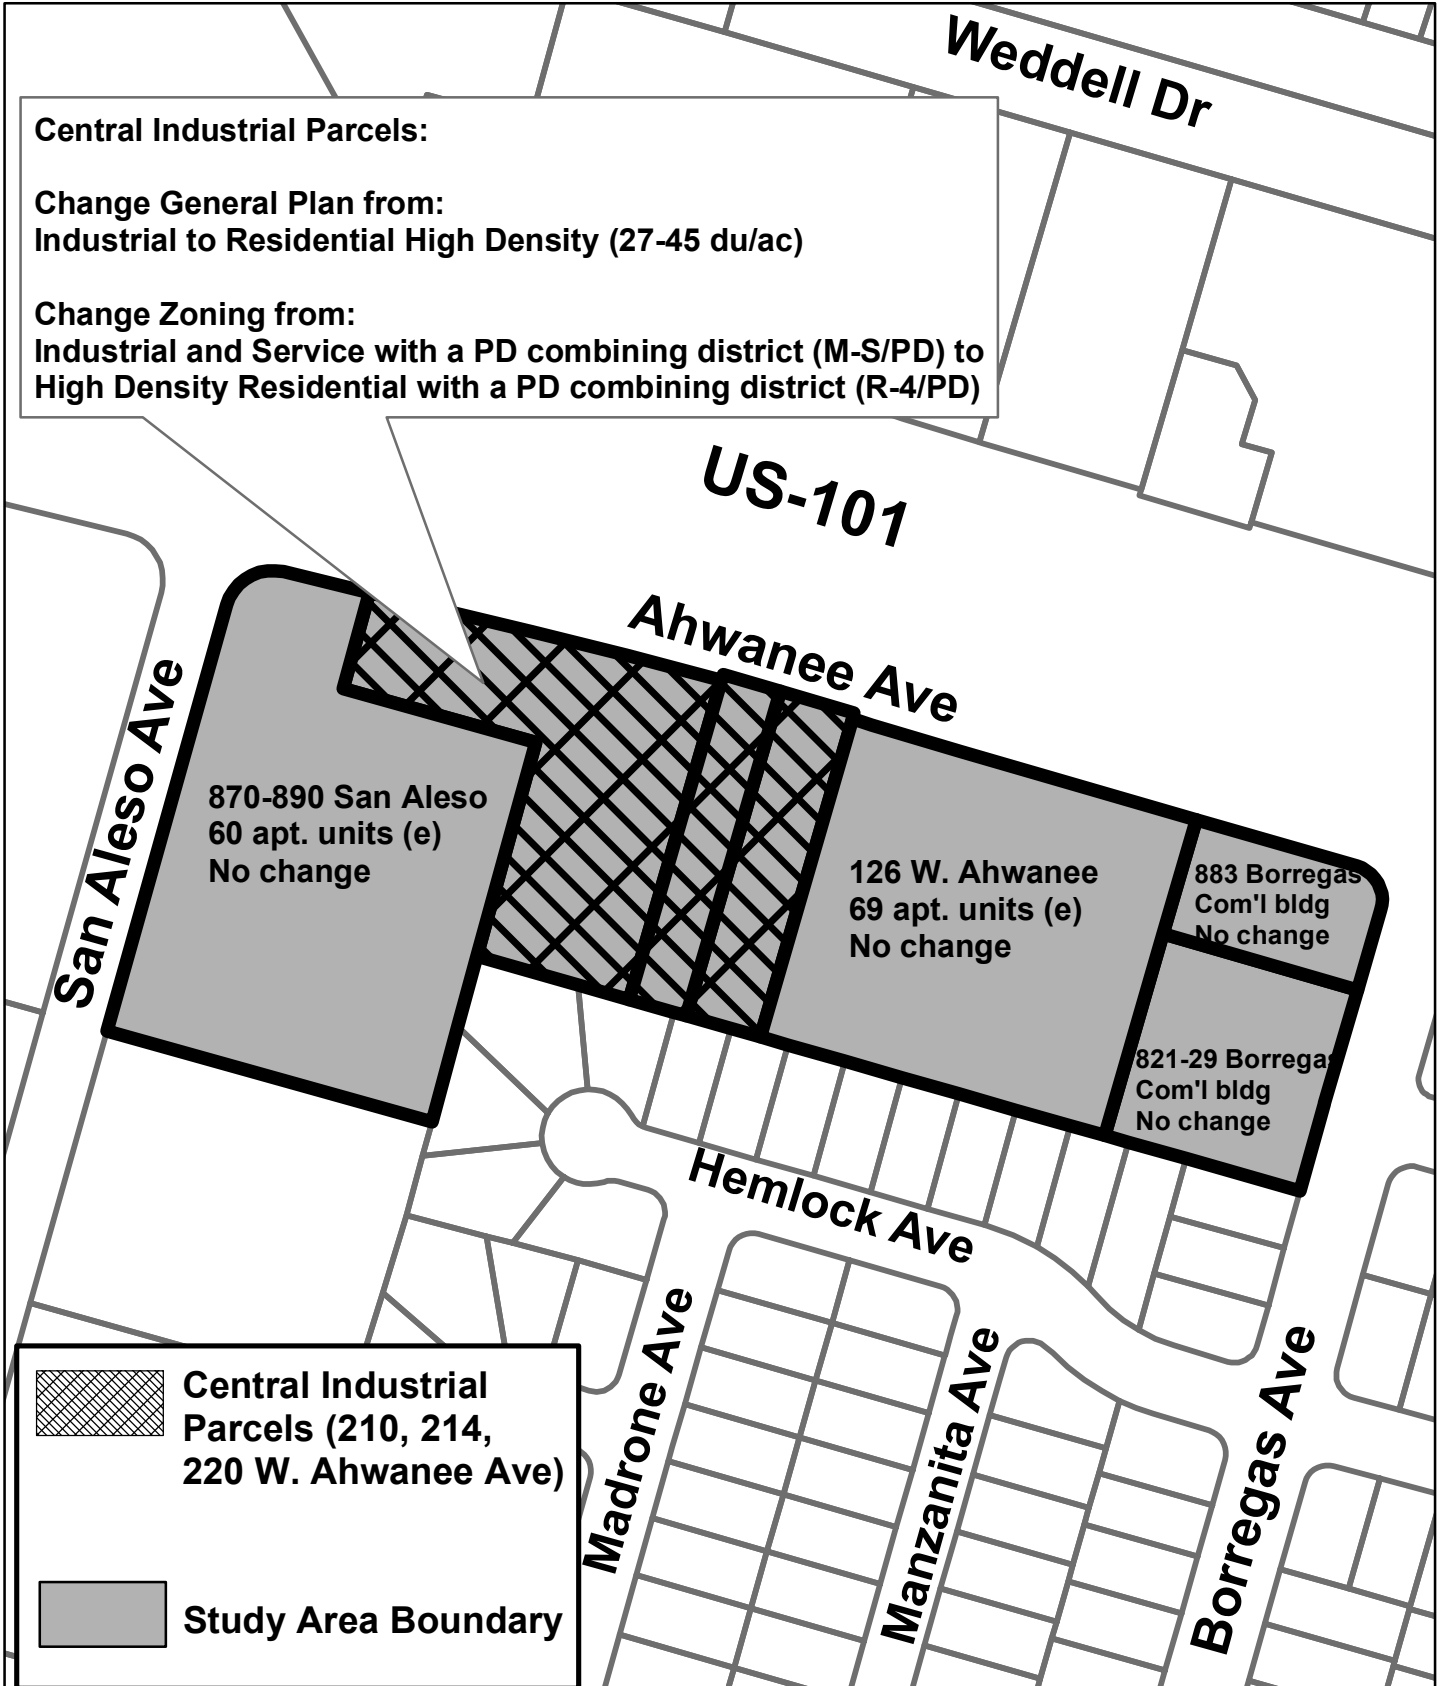 Weddell Dr
Central Industrial Parcels:
Change General Plan from:
Industrial to Residential High Density (27-45 du/ac)
Change Zoning from:
Industrial and Service with a PD combining district (M-S/PD) to
High Density Residential with a PD combining district (R-4/PD)
US-101
Ahwanee Ave
San Aleso Ave
870-890 San Aleso
60 apt. units (e)
No change
126 W. Ahwanee
69 apt. units (e)
No change
883 Borregas
Com'l bldg
No change
821-29 Borregas
Com'l bldg
No change
Hemlock Ave
Madrone Ave
Manzanita Ave
Borregas Ave
Central Industrial
Parcels (210, 214,
220 W. Ahwanee Ave)
Study Area Boundary